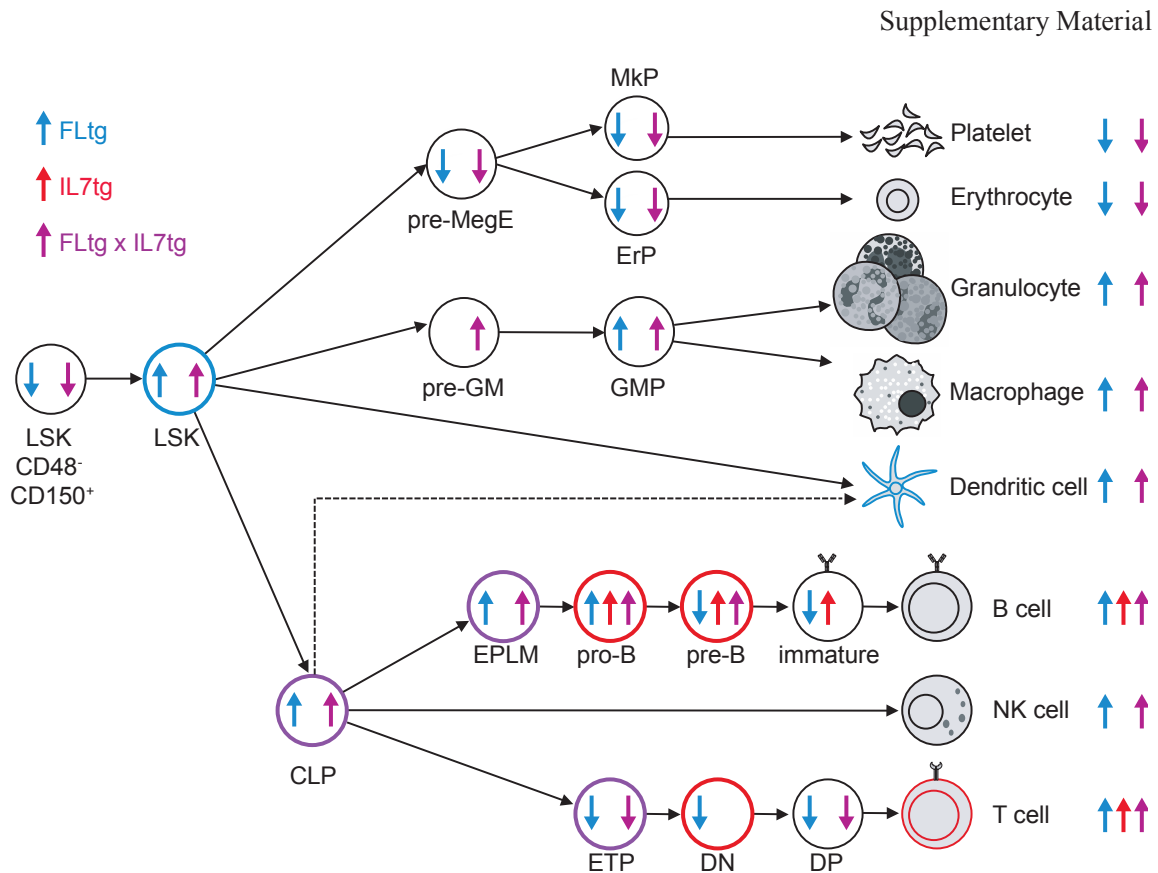 Supplementary Material
FLtg
IL7tg
FLtg x IL7tg
MkP
Platelet
pre-MegE
Erythrocyte
ErP
Granulocyte
pre-GM
GMP
Macrophage
LSK
CD48-
CD150+
LSK
Dendritic cell
EPLM
pro-B
pre-B
immature
B cell
NK cell
CLP
T cell
ETP
DN
DP